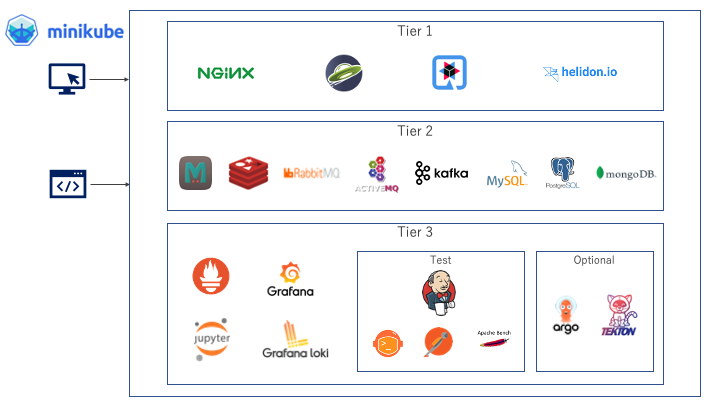 minikube
Tier 1
NGINX
helidon.io
Tier 2
M
RabbitMQ
ACTIVEMQ
kafka
MySQL
PostgreSQL
mongoDB.
Tier 3
Grafana
jupyter
Grafana loki
Test
Apache Bench
Optional
argo
TEKTON